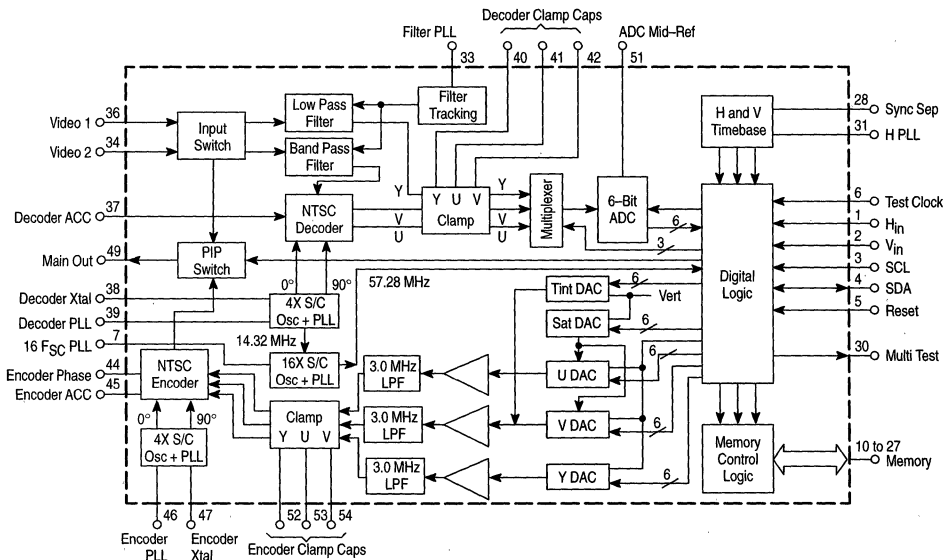 Decoder Clamp Caps
Filter PLL
ADC Mid–Ref
33
40
41
42
51
Filter
Tracking
Low Pass
Filter
Band Pass
Filter
Input
Switch
Video 1
36
Video 2
34
H and V
Timebase
28
Sync Sep
31
H PLL
Y
Y U V
Clamp
V
U
Y
V
U
Multiplexer
6–Bit
ADC
6
3
NTSC
Decoder
Decoder ACC
37
Main Out
49
PIP
Switch
0°
90°
57.28 MHz
Decoder Xtal
38
Decoder PLL
39
4X S/C
Osc + PLL
16 FSC PLL
7
14.32 MHz
16X S/C
Osc + PLL
Encoder Phase
44
Encoder ACC
45
NTSC
Encoder
0°
90°
4X S/C
Osc + PLL
46
47
Encoder
PLL
Encoder
Xtal
Clamp
Y U V
52
53
54
Encoder Clamp Caps
3.0 MHz
LPF
3.0 MHz
LPF
3.0 MHz
LPF
Tint DAC
6
Vert
Sat DAC
6
U DAC
6
V DAC
6
Y DAC
6
Digital
Logic
6
Test Clock
1
Hin
2
Vin
3
SCL
4
SDA
5
Reset
30
Multi Test
Memory
Control
Logic
10 to 27
Memory